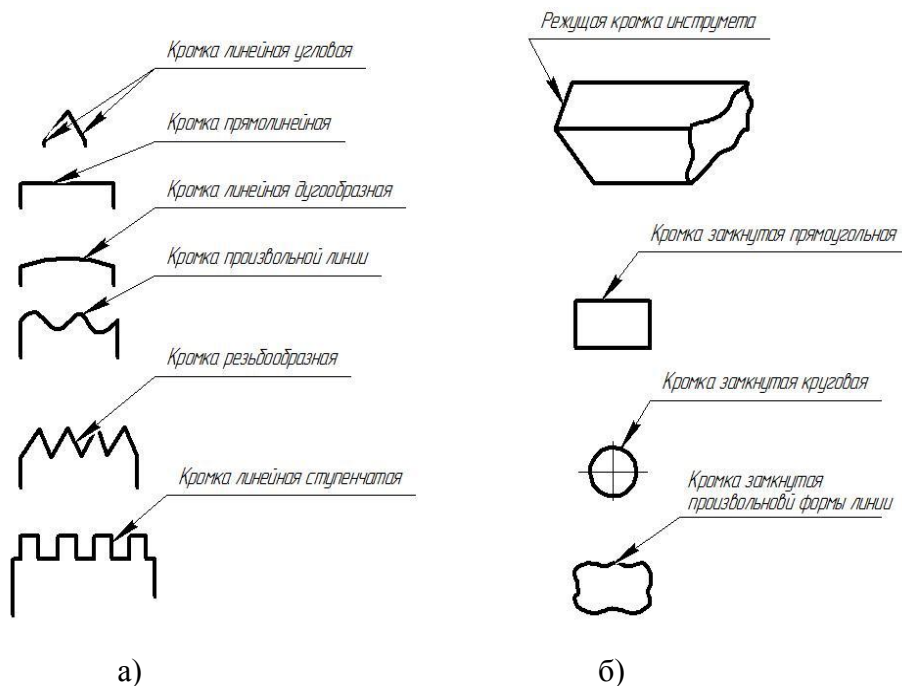 Кромка линейная угловая
Кромка прямолинейная
Кромка линейная дугообразная
Кромка произвольной линии
Кромка резьбообразная
Кромка линейная ступенчатая
а)
Режущая кромка инструмета
Кромка замкнутая прямоугольная
Кромка замкнутая круговая
Кромка замкнутая
произвольновй формы линии
б)